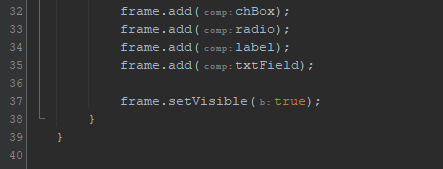 32 frame.add( comp: chBox);
33 frame.add( comp: radio);
34 frame.add( comp: label);
35 frame.add( comp: txtField);
36
37 frame.setVisible( b: true);
38 }
39 }
40